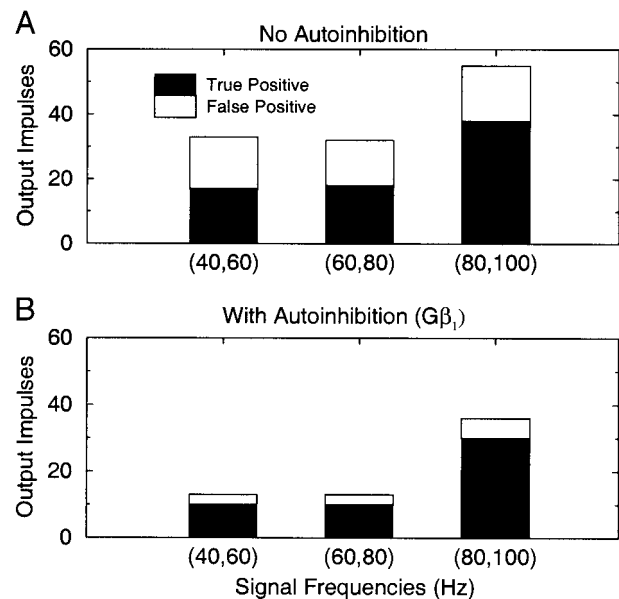 A
No Autoinhibition
60
40
20
0
Output Impulses
True Positive
False Positive
(40,60)
(60,80)
(80,100)
B
With Autoinhibition (Gβ₁)
60
40
20
0
Output Impulses
(40,60)
(60,80)
(80,100)
Signal Frequencies (Hz)